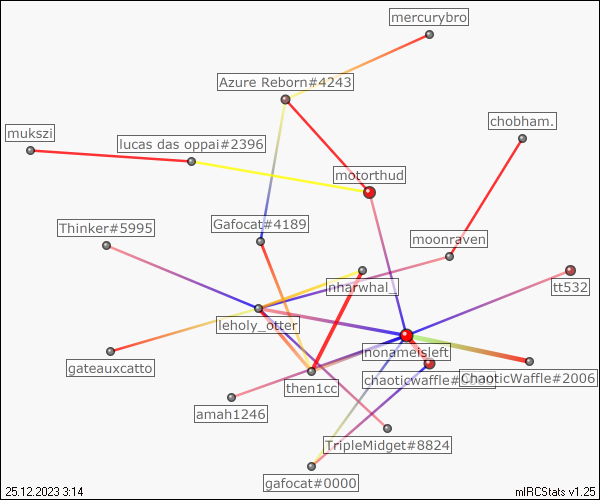 mercurybro
Azure Reborn#4243
chobham.
mukszi
lucas das oppai#2396
motorthud
Thinker#5995
Gafocat#4189
moonraven
nharwhal_
tt532
leholy_otter
nonameisleft
gateauxcatto
then1cc
chaoticwaffle#
ChaoticWaffle#2006
amah1246
TripleMidget#8824
gafocat#0000
25.12.2023 3:14
mIRCStats v1.25